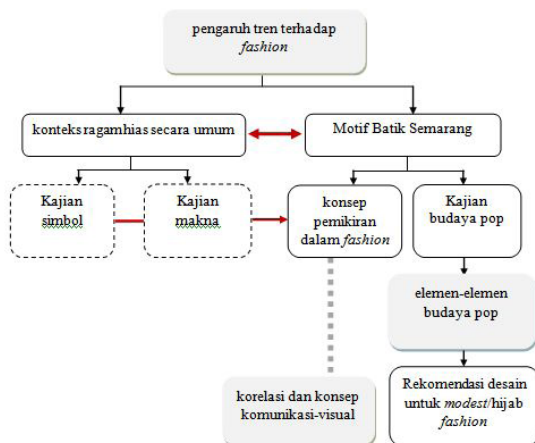 pengaruh tren terhadap
fashion
konteks ragamhias secara umum
Motif Batik Semarang
Kajian
simbol
Kajian
makna
konsep
pemikiran
dalam fashion
Kajian
budaya pop
elemen-elemen
budaya pop
korelasi dan konsep
komunikasi-visual
Rekomendasi desain
untuk modest/hijab
fashion